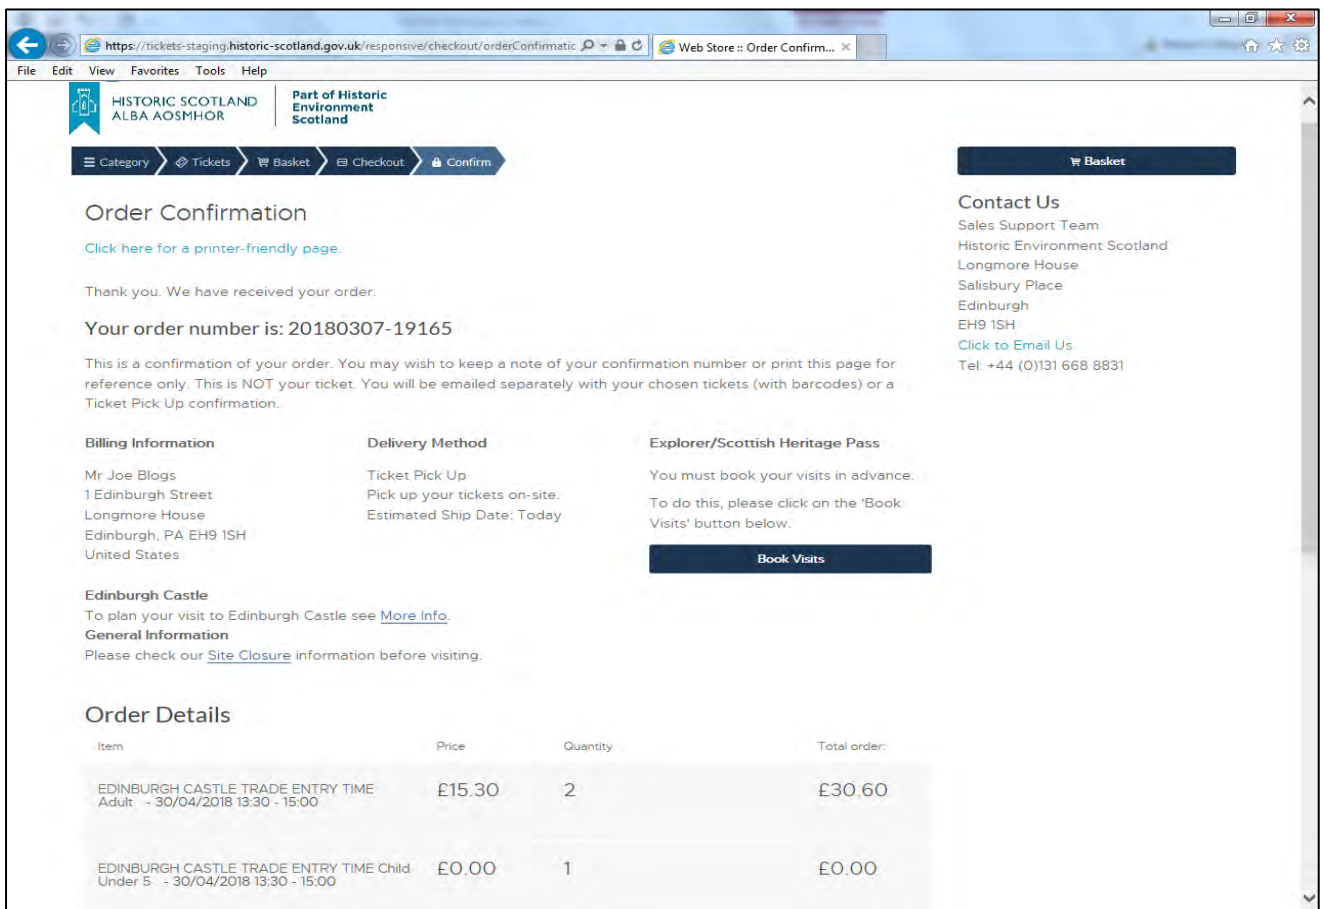 https://tickets-staging.historic-scotland.gov.uk/responsive/checkout/orderConfirmatic
Web Store :: Order Confirm...
File Edit View Favorites Tools Help
HISTORIC SCOTLAND
ALBA AOSMHOR
Part of Historic
Environment
Scotland
Category Tickets Basket Checkout Confirm
Order Confirmation
Click here for a printer-friendly page.
Thank you. We have received your order.
Your order number is: 20180307-19165
This is a confirmation of your order. You may wish to keep a note of your confirmation number or print this page for
reference only. This is NOT your ticket. You will be emailed separately with your chosen tickets (with barcodes) or a
Ticket Pick Up confirmation.
Billing Information
Mr Joe Blogs
1 Edinburgh Street
Longmore House
Edinburgh, PA EH9 1SH
United States
Delivery Method
Ticket Pick Up
Pick up your tickets on-site.
Estimated Ship Date: Today
Explorer/Scottish Heritage Pass
You must book your visits in advance.
To do this, please click on the 'Book
Visits' button below.
Book Visits
Edinburgh Castle
To plan your visit to Edinburgh Castle see More Info.
General Information
Please check our Site Closure information before visiting.
Order Details
Item Price Quantity Total order:
EDINBURGH CASTLE TRADE ENTRY TIME
Adult - 30/04/2018 13:30 - 15:00
£15.30 2 £30.60
EDINBURGH CASTLE TRADE ENTRY TIME Child
Under 5 - 30/04/2018 13:30 - 15:00
£0.00 1 £0.00
Basket
Contact Us
Sales Support Team
Historic Environment Scotland
Longmore House
Salisbury Place
Edinburgh
EH9 1SH
Click to Email Us
Tel: +44 (0)131 668 8831